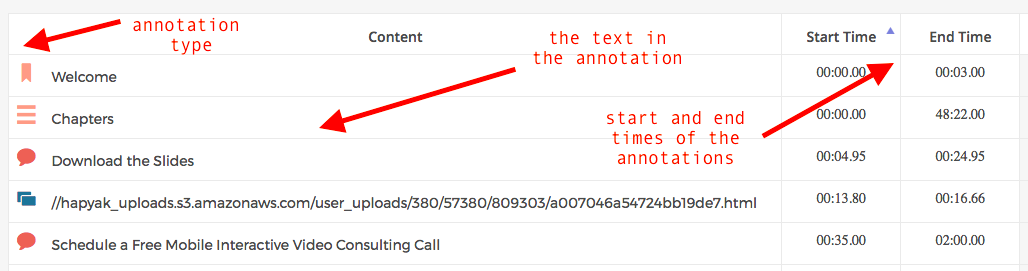 annotation
type
the text in
the annotation
Content
Start Time
End Time
Welcome
00:00.00
00:03.00
Chapters
00:00.00
48:22.00
start and end
times of the
annotations
Download the Slides
00:04.95
00:24.95
//hapyak_uploads.s3.amazonaws.com/user_uploads/380/57380/809303/a007046a54724bb19de7.html
00:13.80
00:16.66
Schedule a Free Mobile Interactive Video Consulting Call
00:35.00
02:00.00